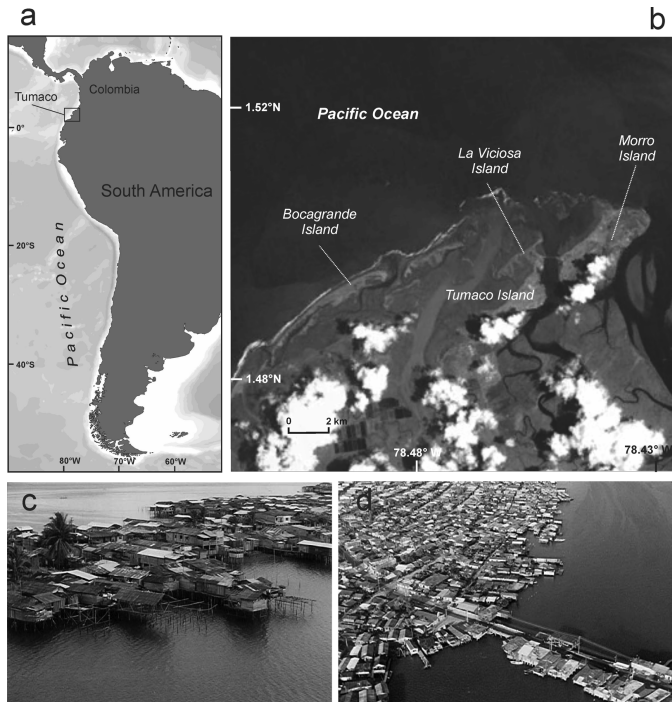 a
Colombia
Tumaco
0°
South America
Pacific Ocean
20°S
40°S
80°W
70°W
60°W
b
1.52°N
Pacific Ocean
Morro
Island
La Viciosa
Island
Bocagrande
Island
Tumaco Island
1.48°N
0 2 km
78.48° W
78.43° W
c
d